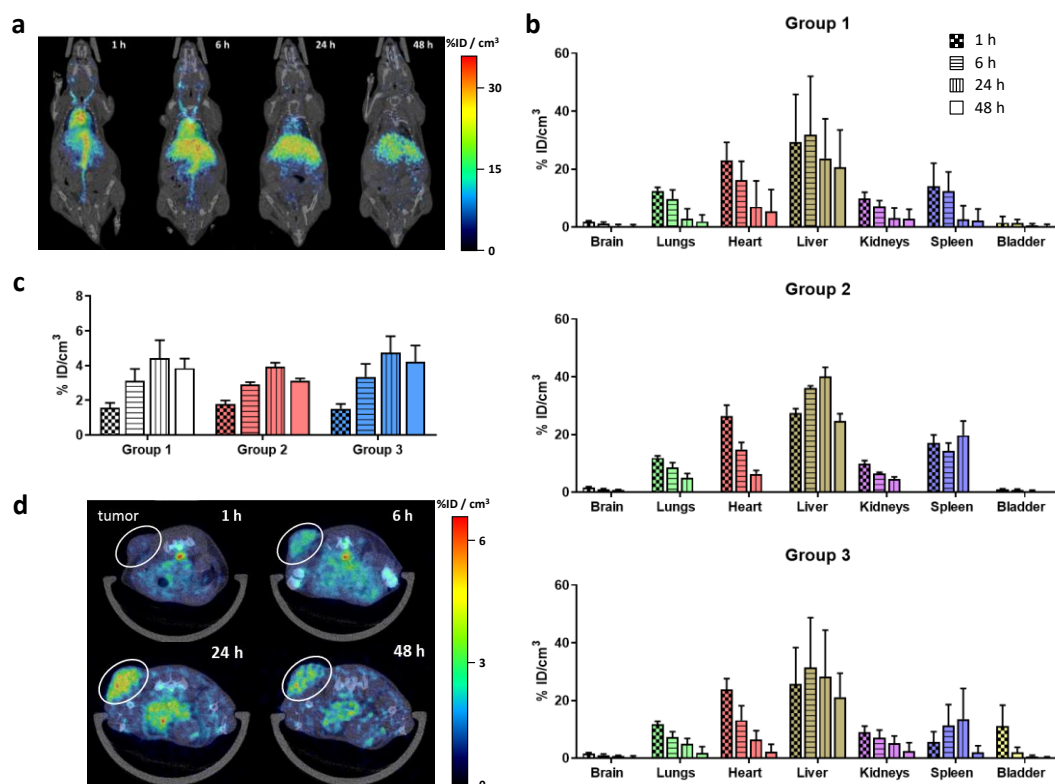 a
1 h 6 h 24 h 48 h
%ID / cm³
30
15
0
b
Group 1
1 h
6 h
24 h
48 h
% ID/cm³
60
40
20
0
Brain Lungs Heart Liver Kidneys Spleen Bladder
Group 2
% ID/cm³
60
40
20
0
Brain Lungs Heart Liver Kidneys Spleen Bladder
Group 3
% ID/cm³
60
40
20
0
Brain Lungs Heart Liver Kidneys Spleen Bladder
c
% ID/cm³
8
6
4
2
0
Group 1 Group 2 Group 3
d
%ID / cm³
tumor 1 h 6 h
24 h 48 h
6
3
0